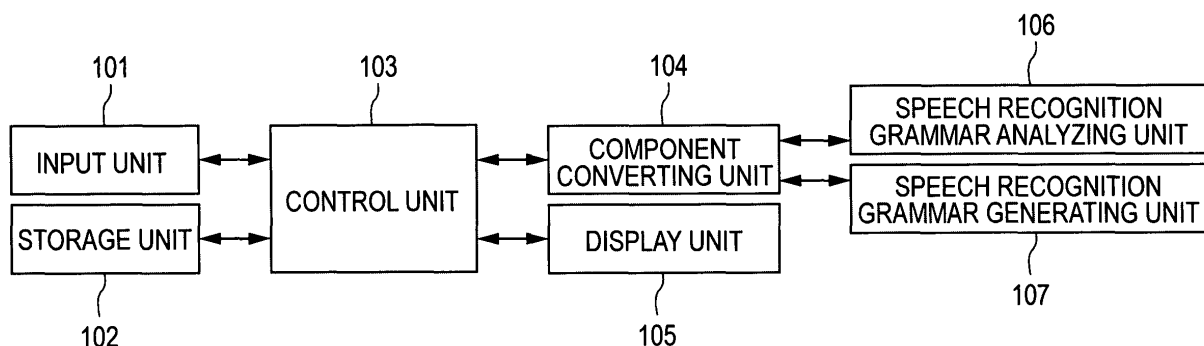 101
INPUT UNIT
STORAGE UNIT
102
103
CONTROL UNIT
104
COMPONENT
CONVERTING UNIT
DISPLAY UNIT
105
106
SPEECH RECOGNITION
GRAMMAR ANALYZING UNIT
SPEECH RECOGNITION
GRAMMAR GENERATING UNIT
107